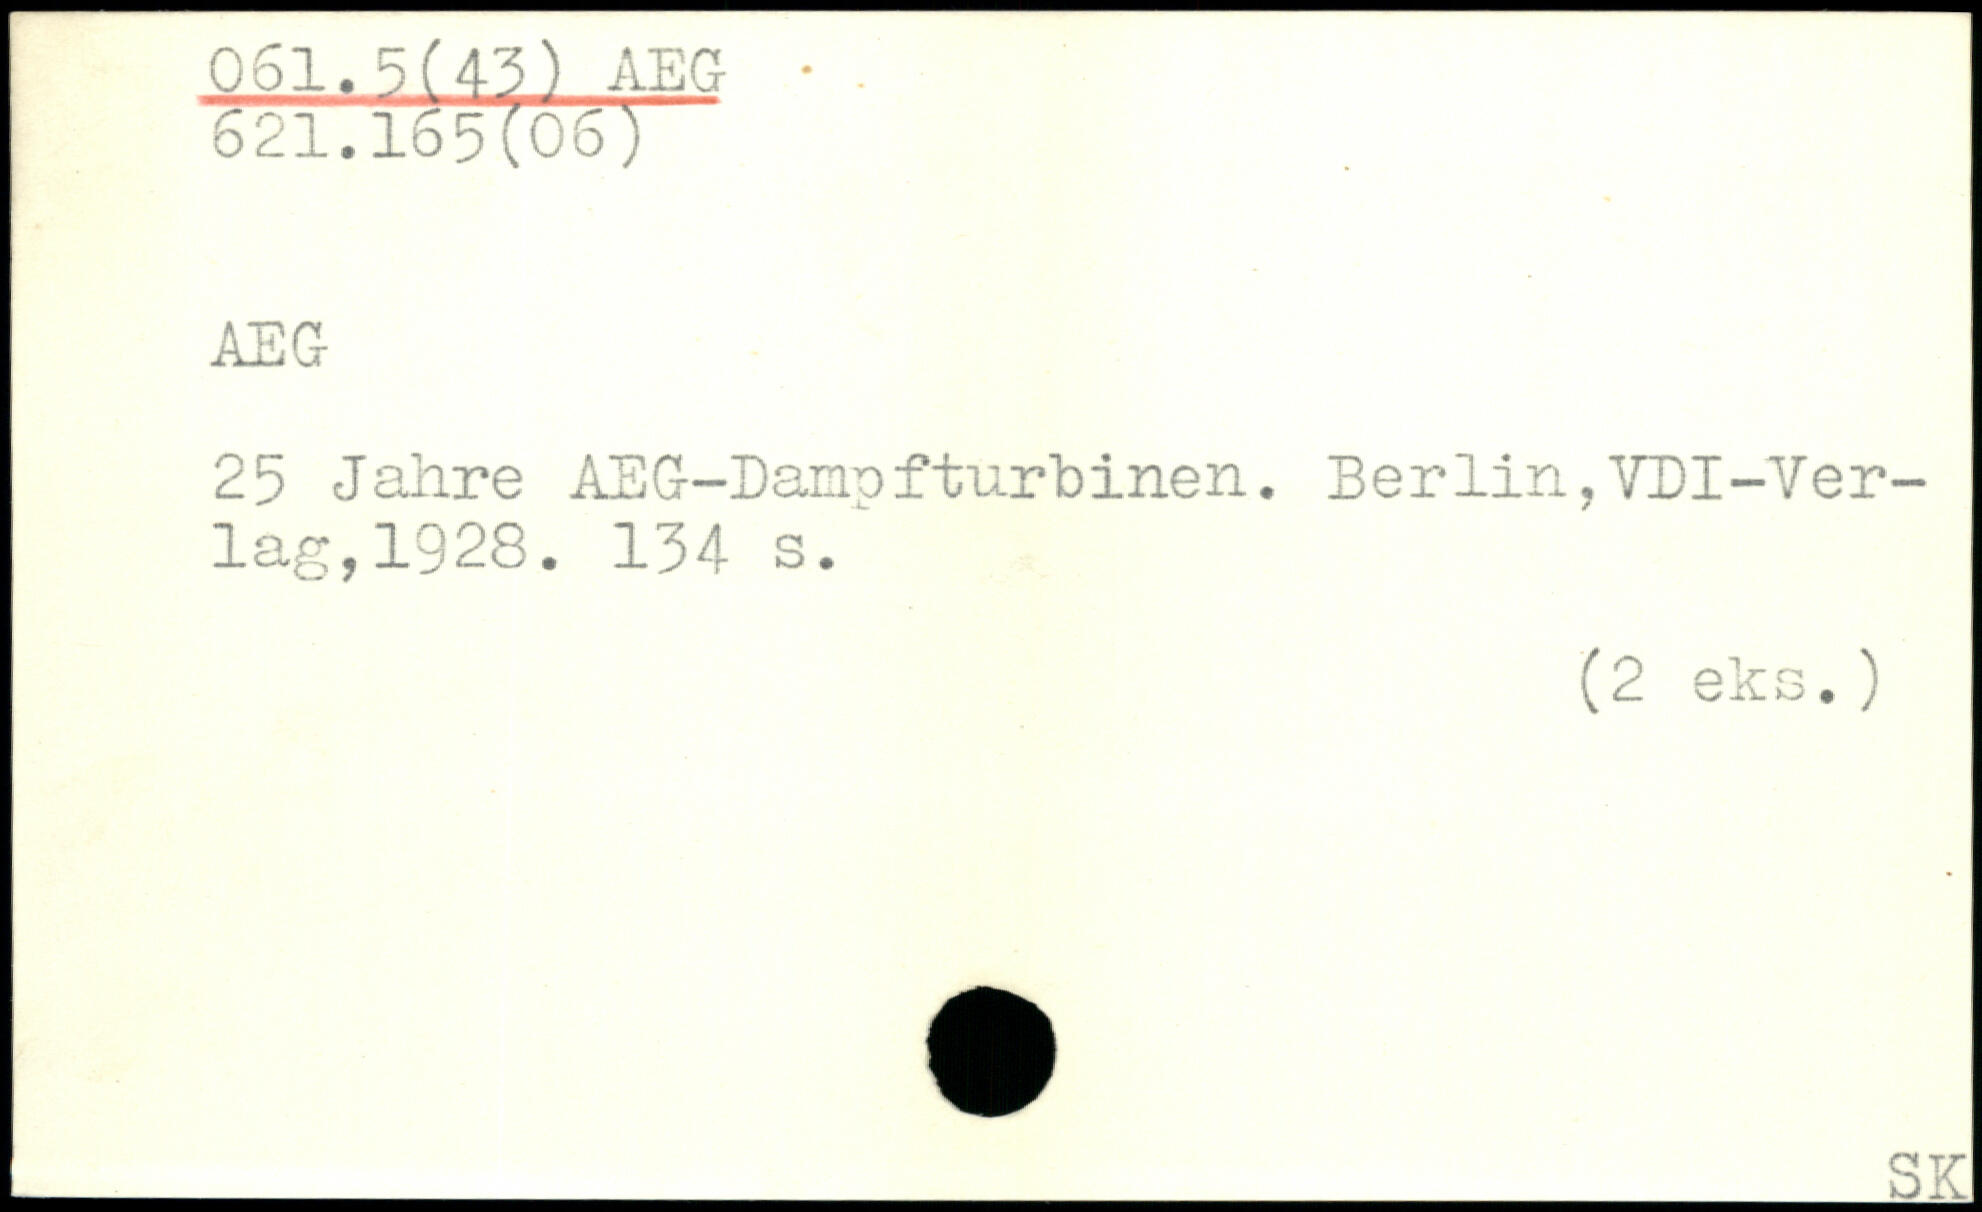 061.5(43) AEG
621.165(06)
AEG
25 Jahre AEG-Dampfturbinen. Berlin,VDI-Ver-
lag,1928. 134 s.
(2 eks.)
SK